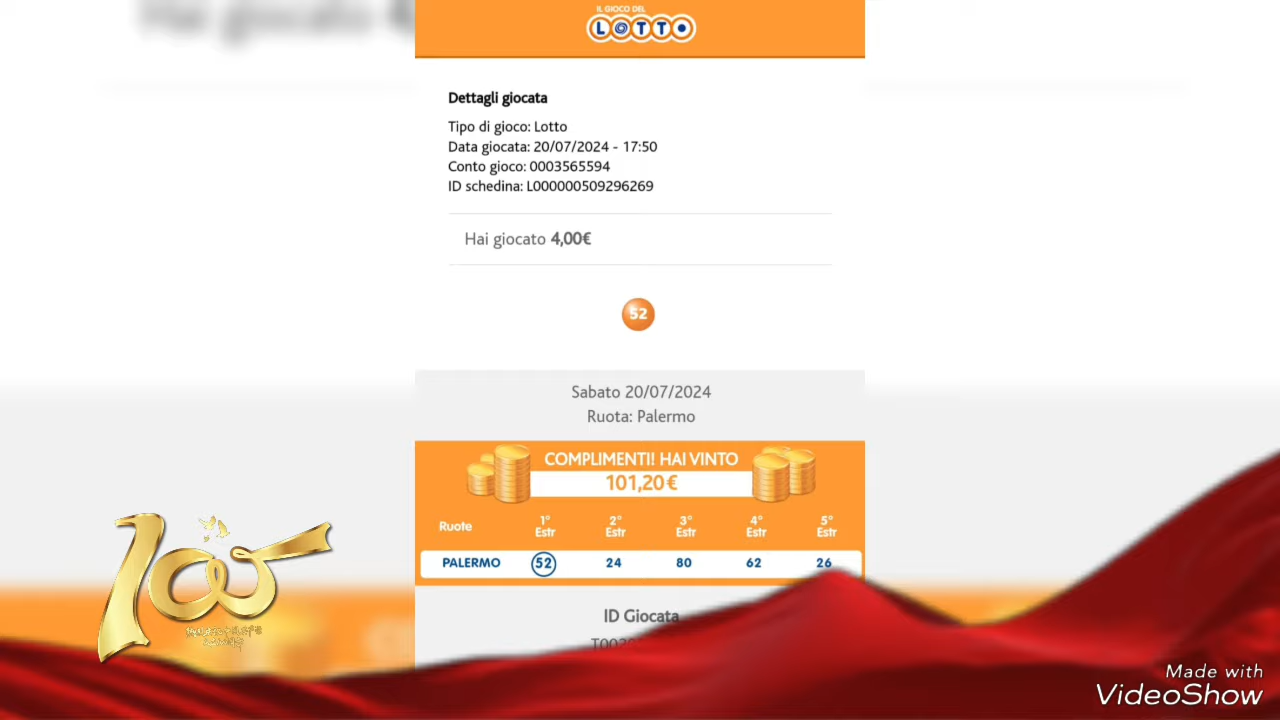 Hai giocato
IL GIOCO DEL
LOTTO
Dettagli giocata
Tipo di gioco: Lotto
Data giocata: 20/07/2024 - 17:50
Conto gioco: 0003565594
ID schedina: L000000509296269
Hai giocato 4,00€
52
Sabato 20/07/2024
Ruota: Palermo
COMPLIMENTI! HAI VINTO
101,20€
Ruote 1° Estr 2° Estr 3° Estr 4° Estr 5° Estr
PALERMO 52 24 80 62 26
ID Giocata
100
Made with
VideoShow